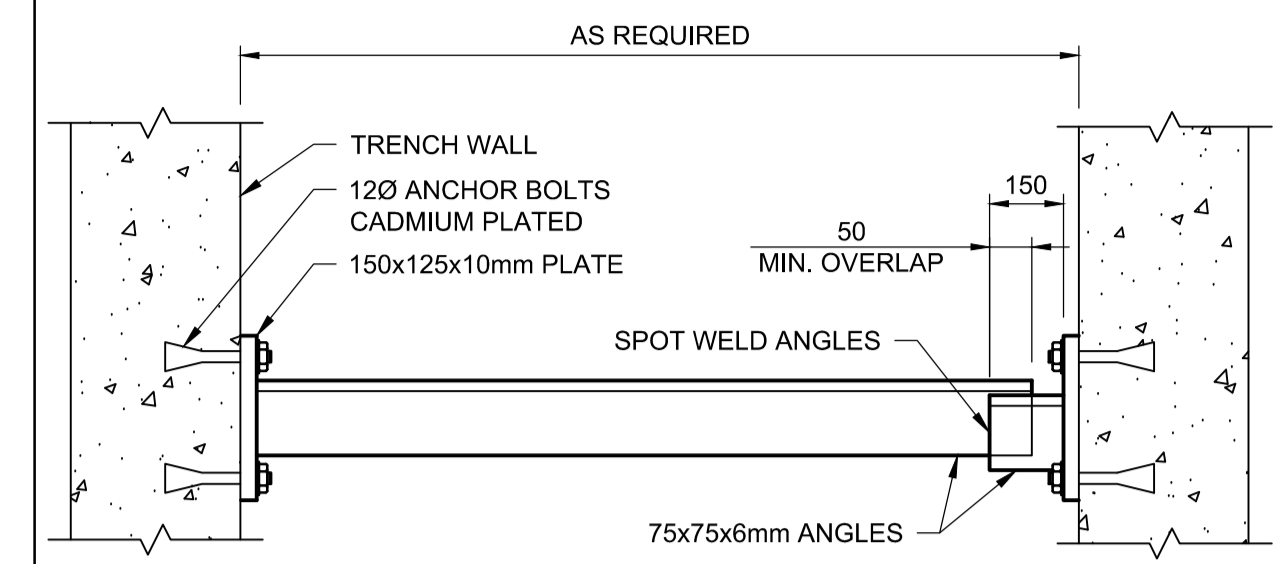 AS REQUIRED
TRENCH WALL
12Ø ANCHOR BOLTS
CADMIUM PLATED
150x125x10mm PLATE
150
50
MIN. OVERLAP
SPOT WELD ANGLES
75x75x6mm ANGLES